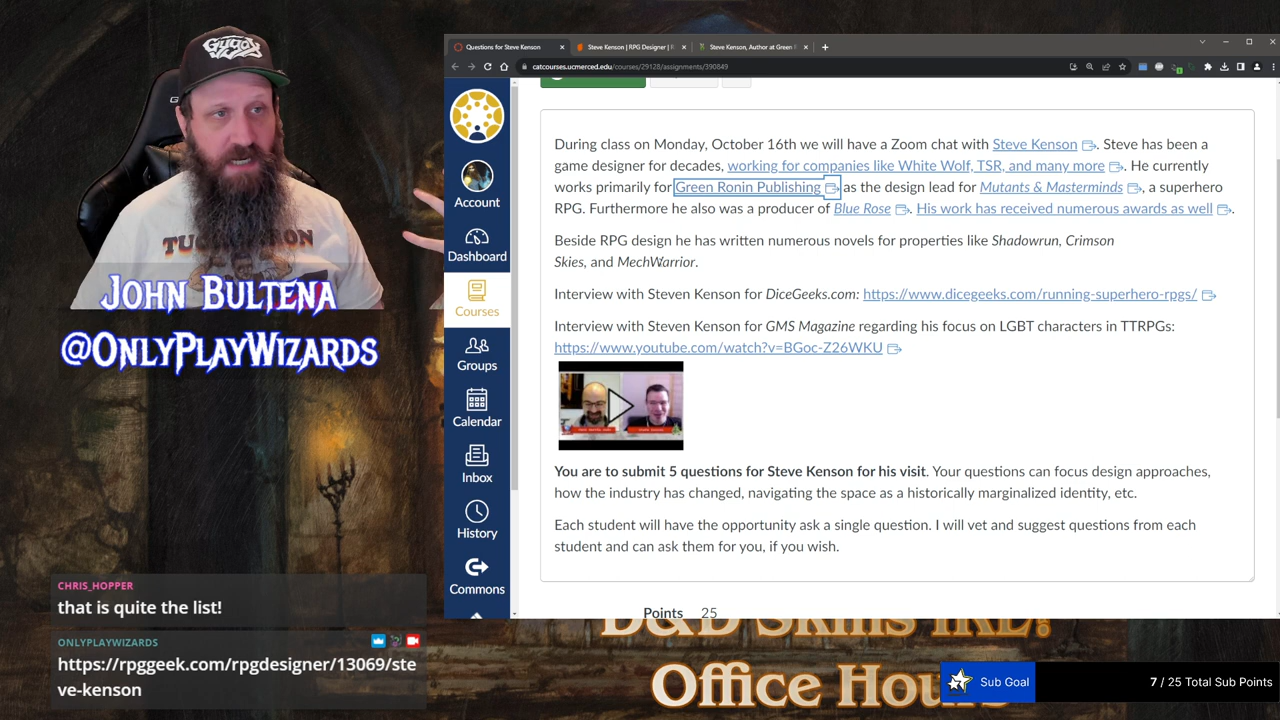 Questions for Steve Kenson
Steve Kenson | RPG Designer | R
Steve Kenson, Author at Green R
catcourses.ucmerced.edu/courses/29128/assignments/390849
During class on Monday, October 16th we will have a Zoom chat with Steve Kenson. Steve has been a
game designer for decades, working for companies like White Wolf, TSR, and many more. He currently
works primarily for Green Ronin Publishing as the design lead for Mutants & Masterminds, a superhero
RPG. Furthermore he also was a producer of Blue Rose. His work has received numerous awards as well.
Beside RPG design he has written numerous novels for properties like Shadowrun, Crimson
Skies, and MechWarrior.
Interview with Steven Kenson for DiceGeeks.com: https://www.dicegeeks.com/running-superhero-rpgs/
Interview with Steven Kenson for GMS Magazine regarding his focus on LGBT characters in TTRPGs:
https://www.youtube.com/watch?v=BGoc-Z26WKU
You are to submit 5 questions for Steve Kenson for his visit. Your questions can focus design approaches,
how the industry has changed, navigating the space as a historically marginalized identity, etc.
Each student will have the opportunity ask a single question. I will vet and suggest questions from each
student and can ask them for you, if you wish.
Points 25
Account
Dashboard
Courses
Groups
Calendar
Inbox
History
Commons
John Bultena
@OnlyPlayWizards
CHRIS_HOPPER
that is quite the list!
ONLYPLAYWIZARDS
https://rpggeek.com/rpgdesigner/13069/ste
ve-kenson
D&D Skills IRL!
Office Hou
Sub Goal
7 / 25 Total Sub Points